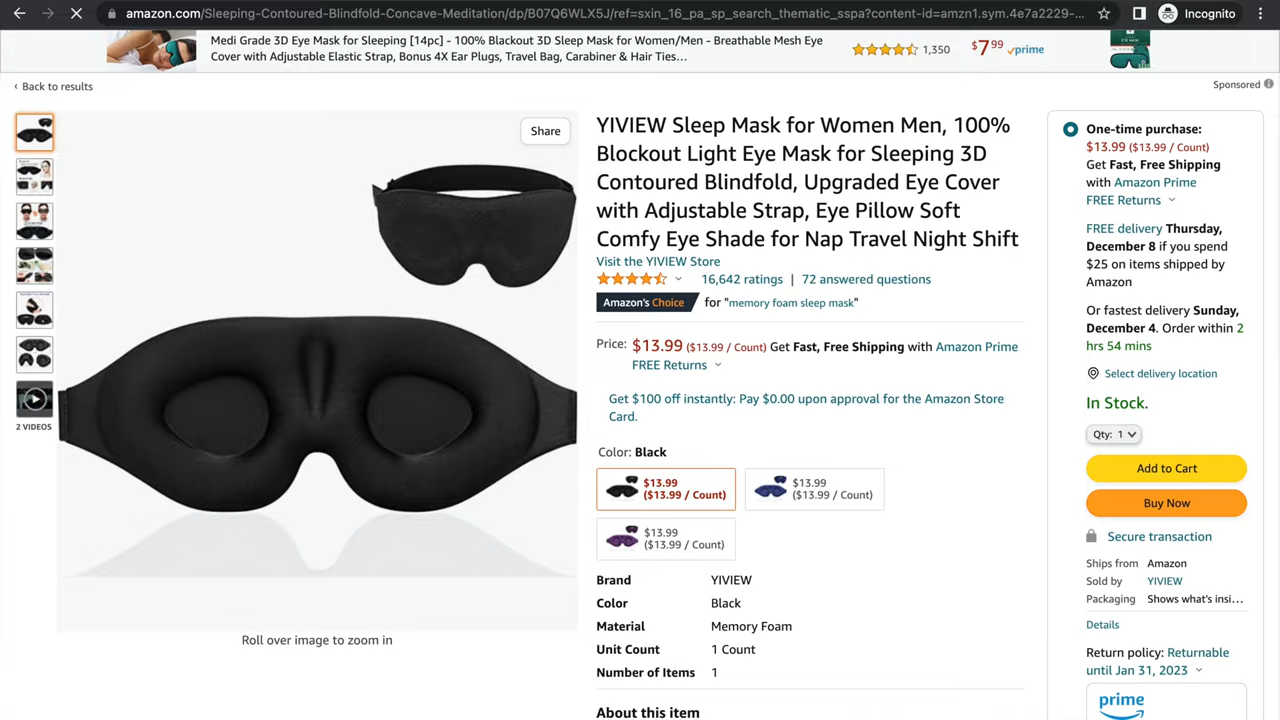 amazon.com/Sleeping-Contoured-Blindfold-Concave-Meditation/dp/B07Q6WLX5J/ref=sxin_16_pa_sp_search_thematic_sspa?content-id=amzn1.sym.4e7a2229-...
Incognito
Medi Grade 3D Eye Mask for Sleeping [14pc] - 100% Blackout 3D Sleep Mask for Women/Men - Breathable Mesh Eye
Cover with Adjustable Elastic Strap, Bonus 4X Ear Plugs, Travel Bag, Carabiner & Hair Ties...
1,350
$7.99 prime
‹ Back to results
Sponsored
Share
2 VIDEOS
Roll over image to zoom in
YIVIEW Sleep Mask for Women Men, 100%
Blockout Light Eye Mask for Sleeping 3D
Contoured Blindfold, Upgraded Eye Cover
with Adjustable Strap, Eye Pillow Soft
Comfy Eye Shade for Nap Travel Night Shift
Visit the YIVIEW Store
16,642 ratings | 72 answered questions
Amazon's Choice for "memory foam sleep mask"
Price: $13.99 ($13.99 / Count) Get Fast, Free Shipping with Amazon Prime
FREE Returns
Get $100 off instantly: Pay $0.00 upon approval for the Amazon Store
Card.
Color: Black
$13.99
($13.99 / Count)
$13.99
($13.99 / Count)
$13.99
($13.99 / Count)
Brand YIVIEW
Color Black
Material Memory Foam
Unit Count 1 Count
Number of Items 1
About this item
One-time purchase:
$13.99 ($13.99 / Count)
Get Fast, Free Shipping
with Amazon Prime
FREE Returns
FREE delivery Thursday,
December 8 if you spend
$25 on items shipped by
Amazon
Or fastest delivery Sunday,
December 4. Order within 2
hrs 54 mins
Select delivery location
In Stock.
Qty: 1
Add to Cart
Buy Now
Secure transaction
Ships from Amazon
Sold by YIVIEW
Packaging Shows what's insi...
Details
Return policy: Returnable
until Jan 31, 2023
prime